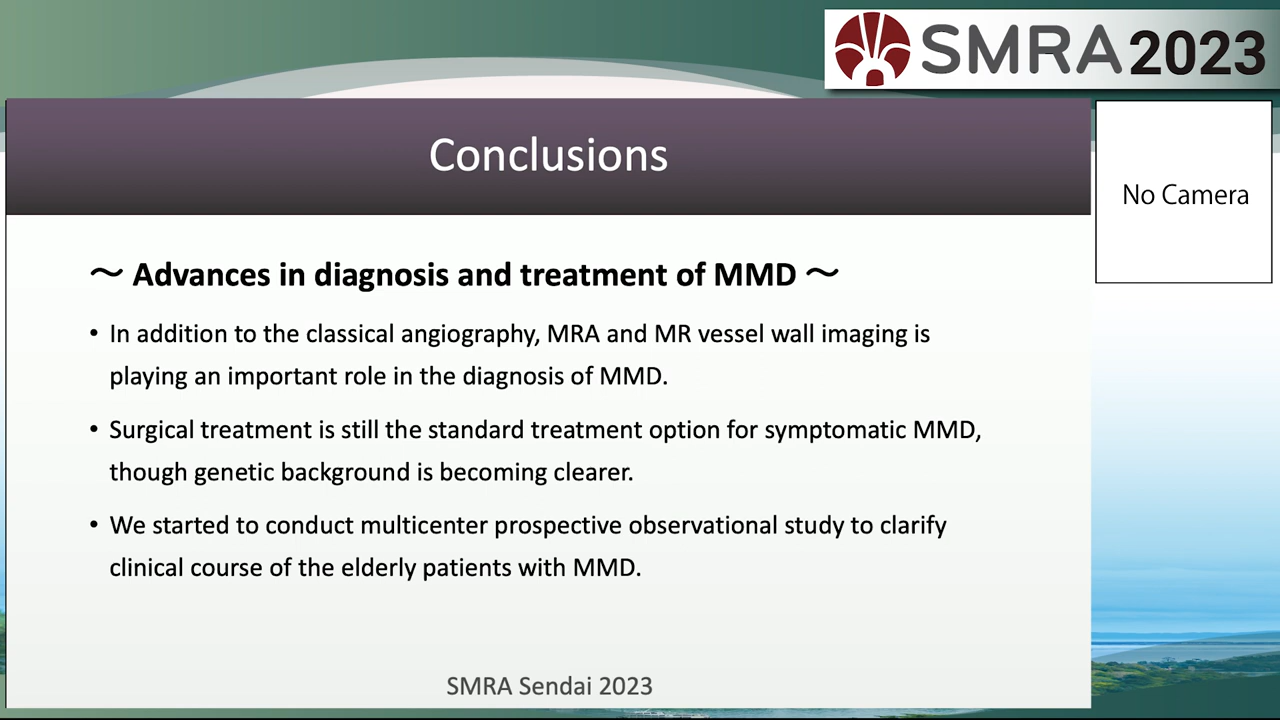 SMRA 2023
Conclusions
No Camera
～ Advances in diagnosis and treatment of MMD ～
• In addition to the classical angiography, MRA and MR vessel wall imaging is
playing an important role in the diagnosis of MMD.
• Surgical treatment is still the standard treatment option for symptomatic MMD,
though genetic background is becoming clearer.
• We started to conduct multicenter prospective observational study to clarify
clinical course of the elderly patients with MMD.
SMRA Sendai 2023